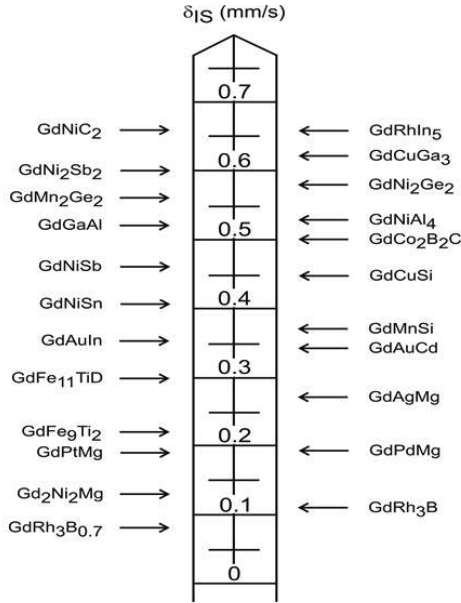 δIS (mm/s)
0.7
GdNiC2
GdRhIn5
0.6
GdCuGa3
GdNi2Sb2
GdNi2Ge2
GdMn2Ge2
GdGaAl
GdNiAl4
0.5
GdCo2B2C
GdNiSb
GdCuSi
0.4
GdNiSn
GdMnSi
GdAuIn
GdAuCd
0.3
GdFe11TiD
GdAgMg
GdFe9Ti2
0.2
GdPtMg
GdPdMg
Gd2Ni2Mg
0.1
GdRh3B
GdRh3B0.7
0